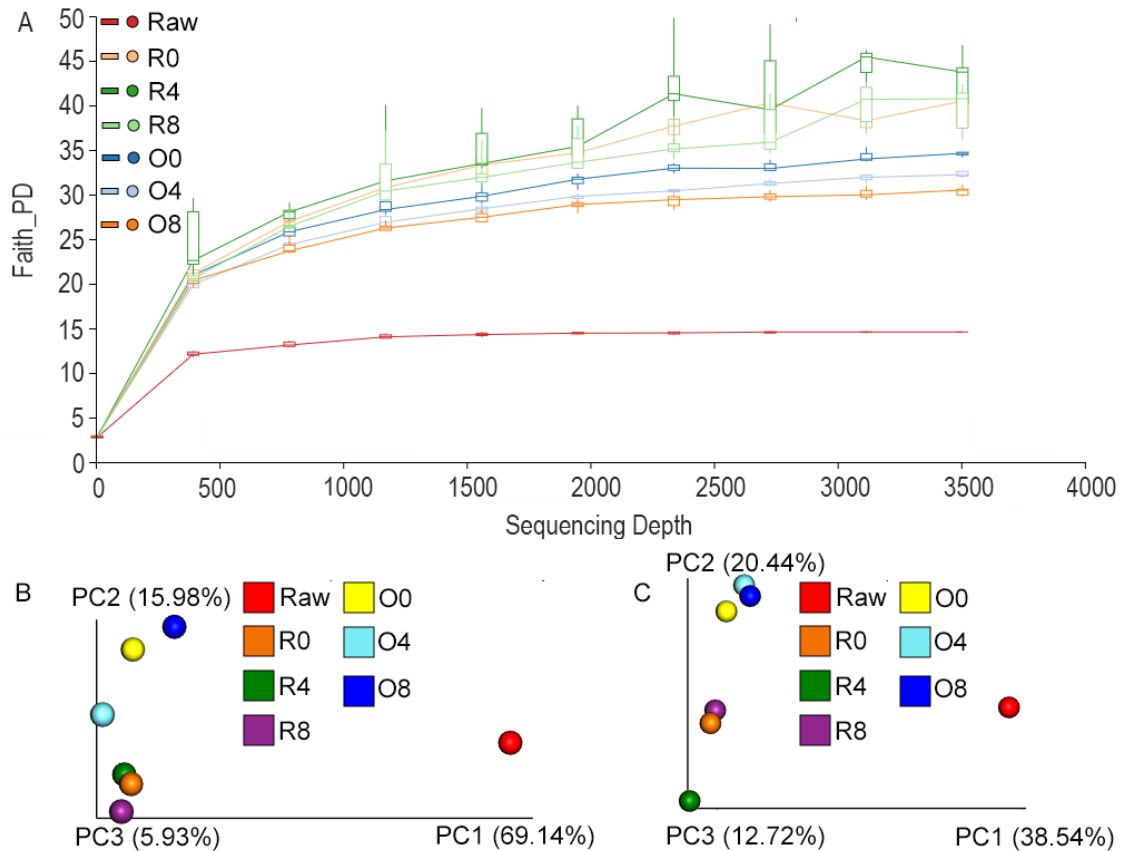 A
50
45
40
35
30
25
20
15
10
5
0
Faith_PD
Raw
R0
R4
R8
O0
O4
O8
0 500 1000 1500 2000 2500 3000 3500 4000
Sequencing Depth
B
PC2 (15.98%)
Raw O0
R0 O4
R4 O8
R8
PC3 (5.93%) PC1 (69.14%)
C
PC2 (20.44%)
Raw O0
R0 O4
R4 O8
R8
PC3 (12.72%) PC1 (38.54%)